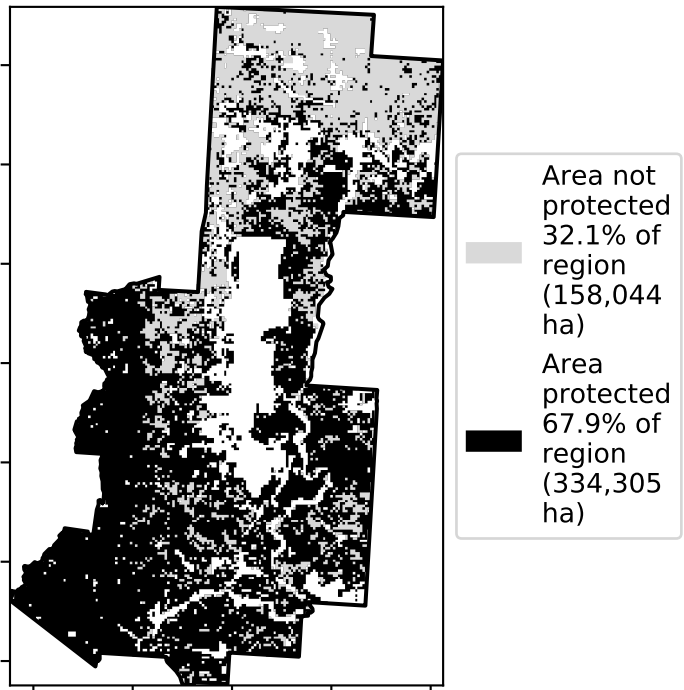 Area not
protected
32.1% of
region
(158,044
ha)
Area
protected
67.9% of
region
(334,305
ha)